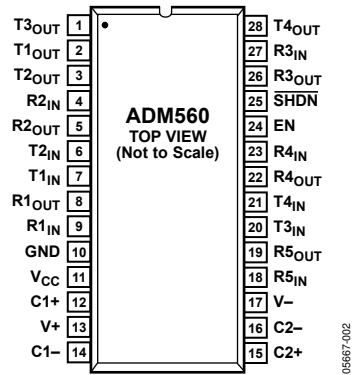 T3OUT 1
T1OUT 2
T2OUT 3
R2IN 4
R2OUT 5
T2IN 6
T1IN 7
R1OUT 8
R1IN 9
GND 10
VCC 11
C1+ 12
V+ 13
C1– 14
ADM560
TOP VIEW
(Not to Scale)
28 T4OUT
27 R3IN
26 R3OUT
25 SHDN
24 EN
23 R4IN
22 R4OUT
21 T4IN
20 T3IN
19 R5OUT
18 R5IN
17 V–
16 C2–
15 C2+
05667-002